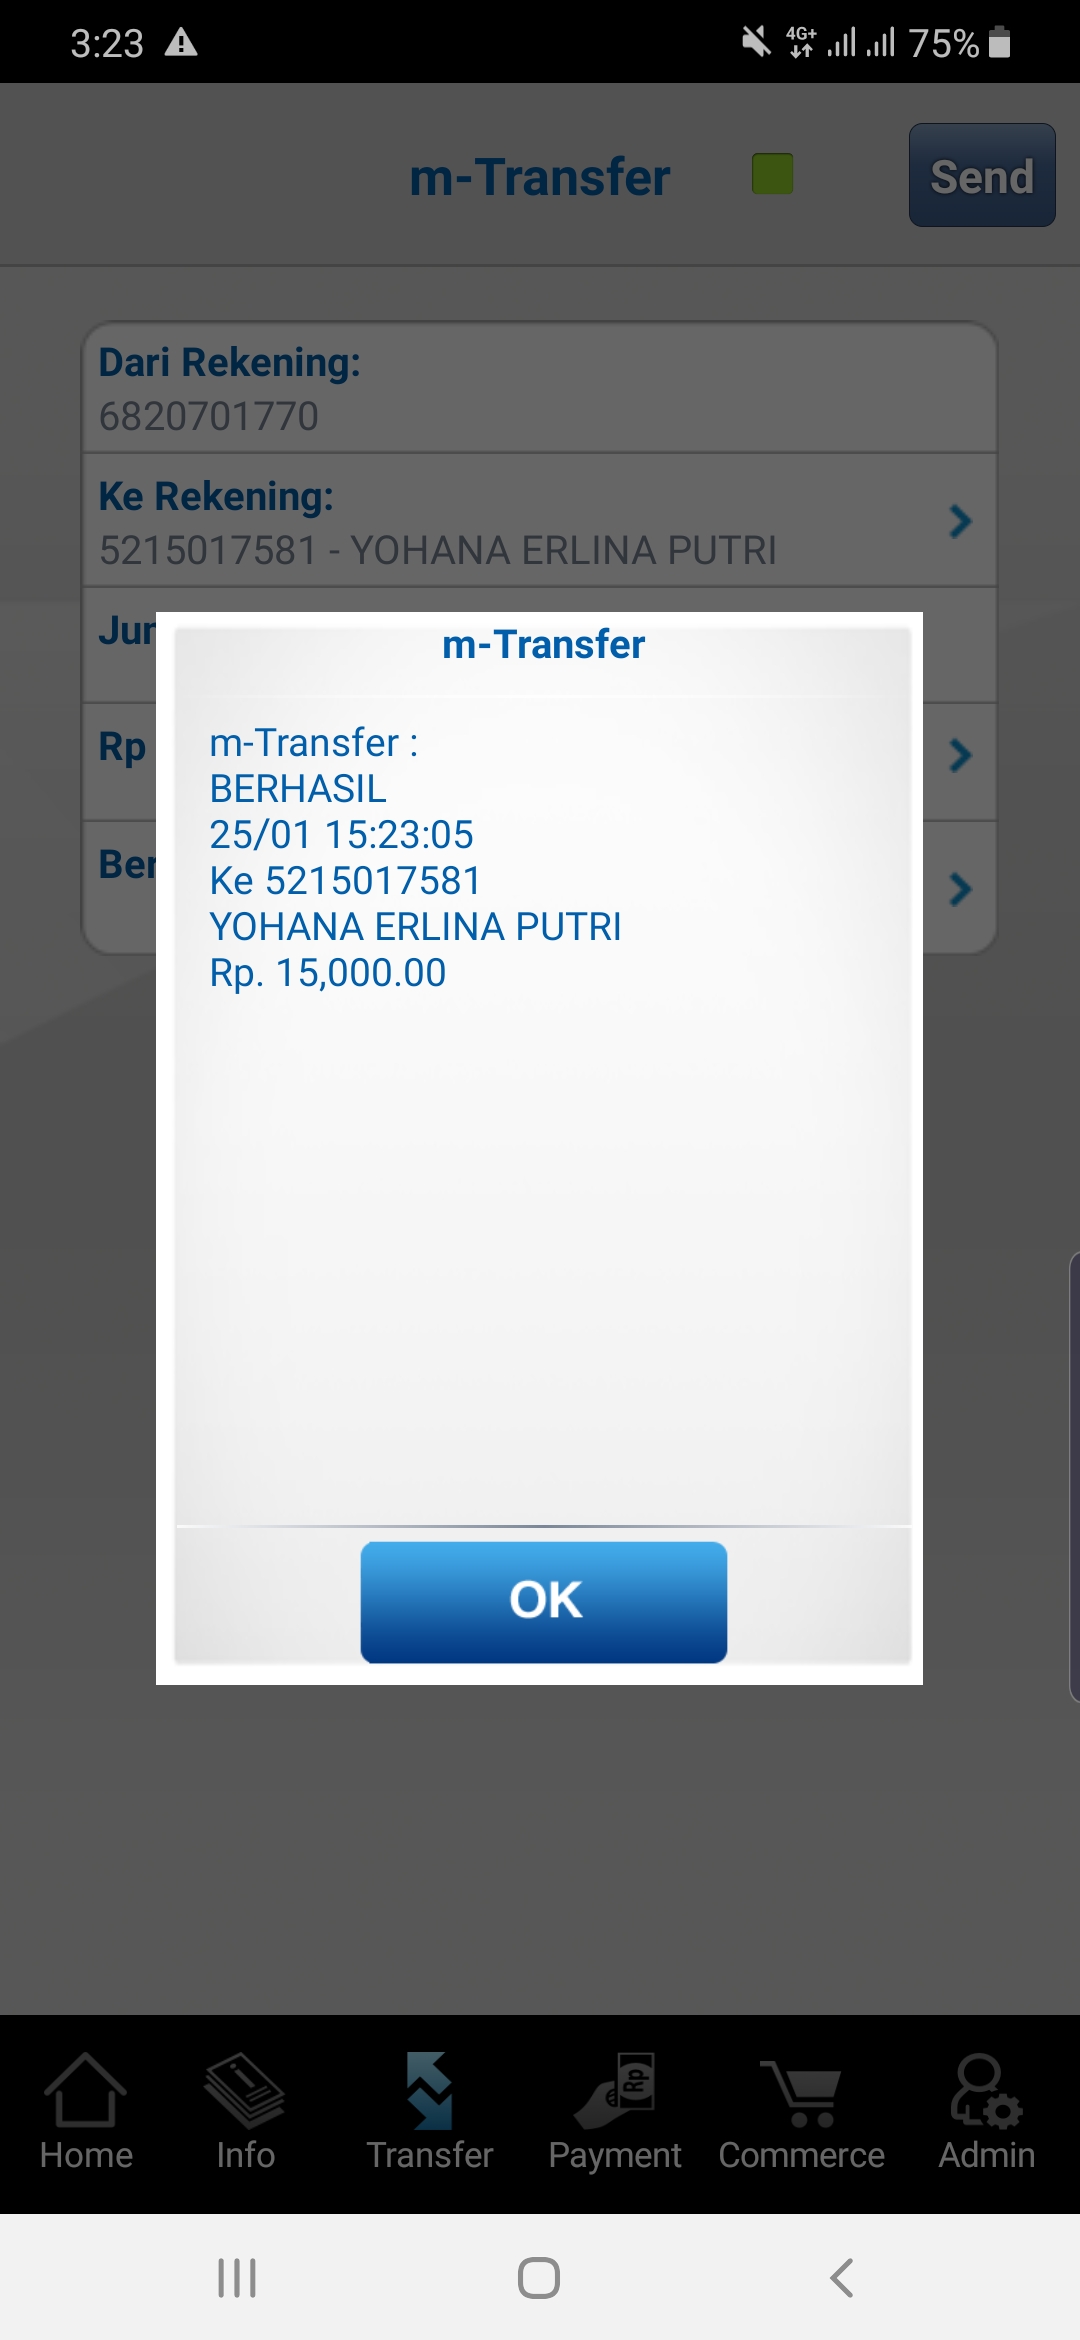 3:23
4G+ 75%
m-Transfer
Send
Dari Rekening:
6820701770
Ke Rekening:
5215017581 - YOHANA ERLINA PUTRI
Jun
Rp
Ber
m-Transfer
m-Transfer :
BERHASIL
25/01 15:23:05
Ke 5215017581
YOHANA ERLINA PUTRI
Rp. 15,000.00
OK
Rp
Home Info Transfer Payment Commerce Admin